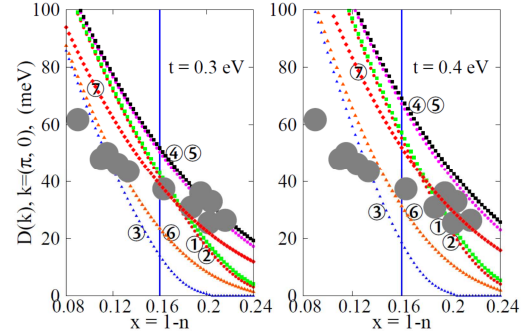 D(k), k=(π, 0), (meV)
100
80
60
40
20
0
t = 0.3 eV
⑦
④⑤
③
⑥
①
②
0.08 0.12 0.16 0.2 0.24
x = 1-n
t = 0.4 eV
⑦
④⑤
③
⑥
①
②
0.08 0.12 0.16 0.2 0.24
x = 1-n